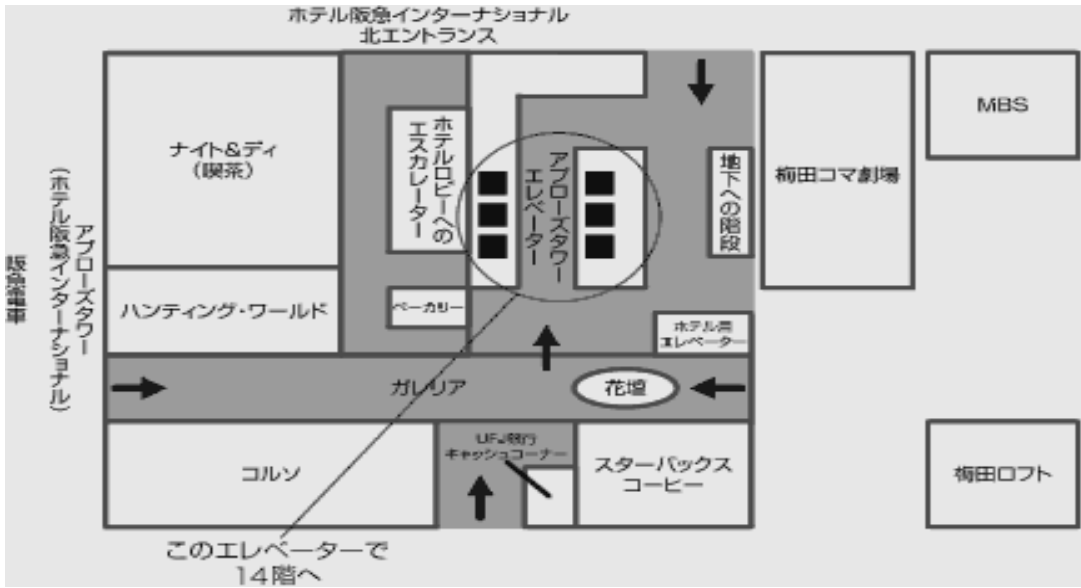 ホテル阪急インターナショナル
北エントランス
MBS
ナイト&ディ
(喫茶)
ホテルロビーへの
エスカレーター
アプローズタワー
エレベーター
地下への階段
梅田コマ劇場
阪急電車
アプローズタワー
(ホテル阪急インターナショナル)
ハンティング・ワールド
ベーカリー
ホテル用
エレベーター
ガレリア
花壇
コルソ
UFJ銀行
キャッシュコーナー
スターバックス
コーヒー
梅田ロフト
このエレベーターで
14階へ